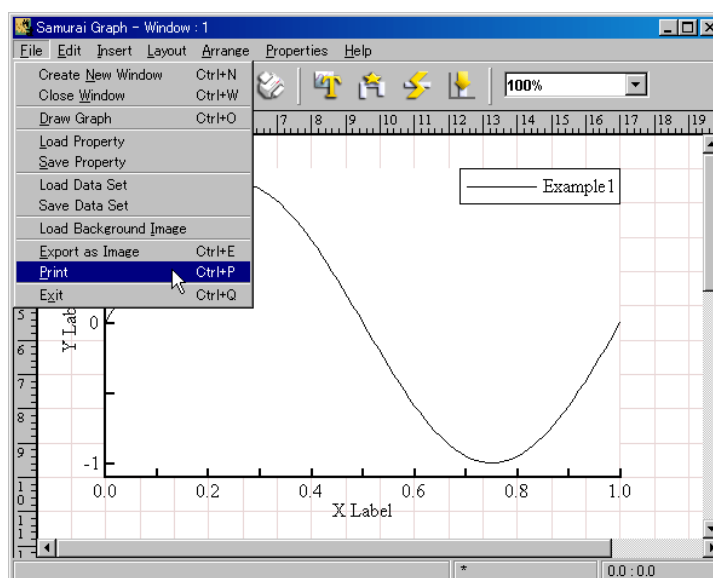 Samurai Graph - Window : 1
File Edit Insert Layout Arrange Properties Help
Create New Window Ctrl+N
Close Window Ctrl+W
Draw Graph Ctrl+O
Load Property
Save Property
Load Data Set
Save Data Set
Load Background Image
Export as Image Ctrl+E
Print Ctrl+P
Exit Ctrl+Q
100%
7 8 9 10 11 12 13 14 15 16 17 18 19
Example1
5
6
7
8
9
10
11
Y Label
0
-1
0.0 0.2 0.4 0.6 0.8 1.0
X Label
* 0.0 : 0.0